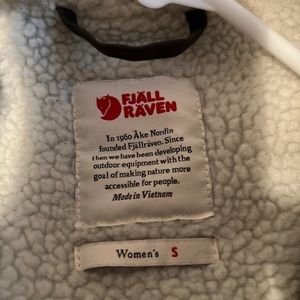 FJÄLL
RÄVEN
In 1960 Åke Nordin
founded Fjällräven. Since
then we have been developing
outdoor equipment with the
goal of making nature more
accessible for people.
Made in Vietnam
Women's S